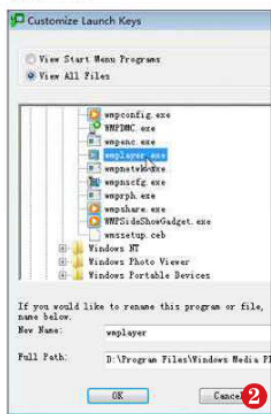 Customize Launch Keys
View Start Menu Programs
View All Files
wmpconfig.exe
WMPDMC.exe
wmpenc.exe
wmplayer.exe
wmpnetwk.exe
wmpnscfg.exe
wmprph.exe
wmpshare.exe
WMPSideShowGadget.exe
wmssetup.ceb
Windows NT
Windows Photo Viewer
Windows Portable Devices
If you would like to rename this program or file,
name below.
New Name: wmplayer
Full Path: D:\Program Files\Windows Media Pl
OK Cance 2